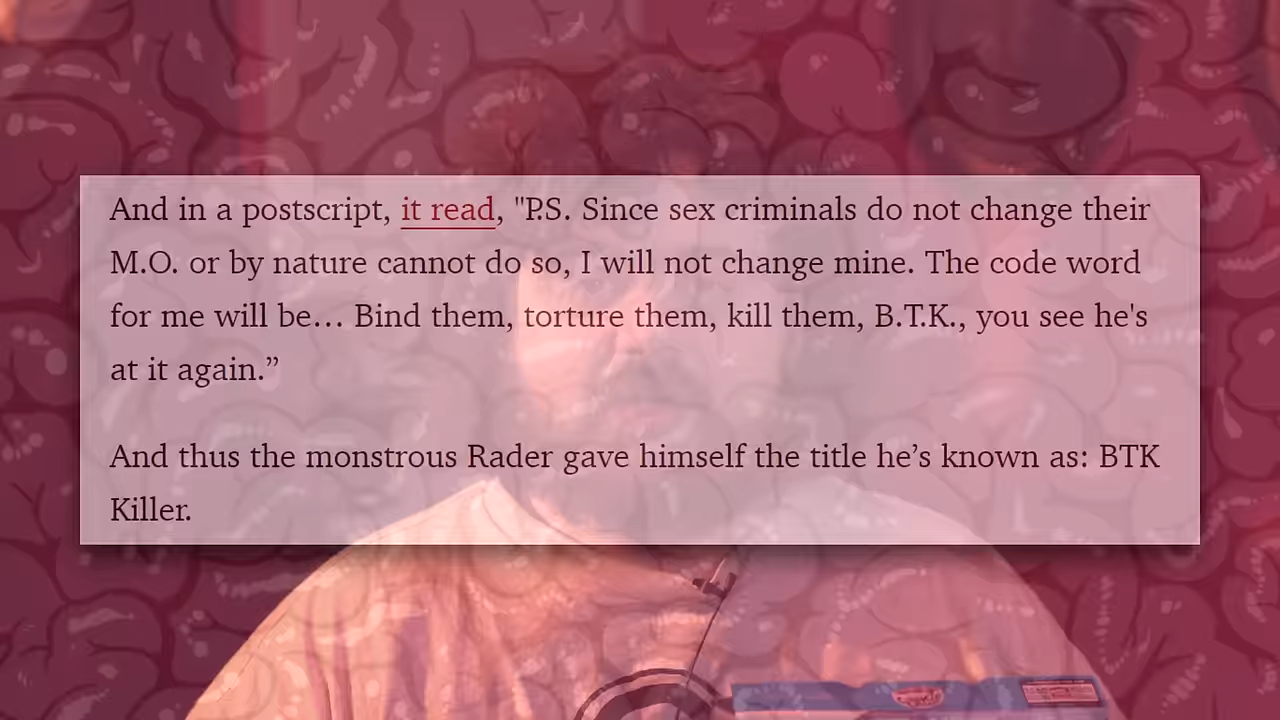 And in a postscript, it read, "P.S. Since sex criminals do not change their
M.O. or by nature cannot do so, I will not change mine. The code word
for me will be… Bind them, torture them, kill them, B.T.K., you see he's
at it again.”
And thus the monstrous Rader gave himself the title he’s known as: BTK
Killer.